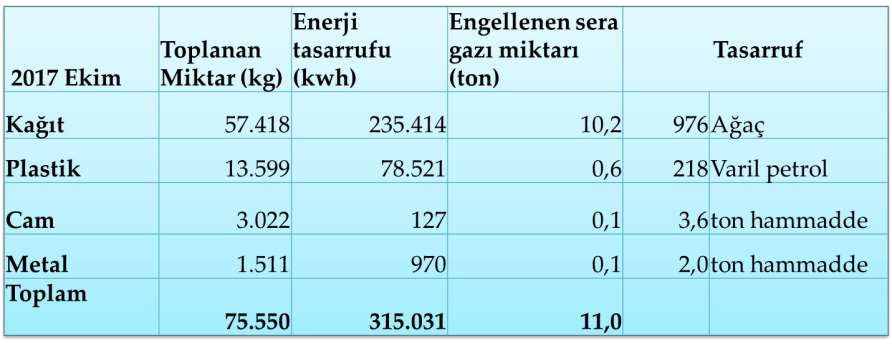 2017 Ekim Toplanan Miktar (kg) Enerji tasarrufu (kwh) Engellenen sera gazı miktarı (ton) Tasarruf
Kağıt 57.418 235.414 10,2 976 Ağaç
Plastik 13.599 78.521 0,6 218 Varil petrol
Cam 3.022 127 0,1 3,6 ton hammadde
Metal 1.511 970 0,1 2,0 ton hammadde
Toplam 75.550 315.031 11,0